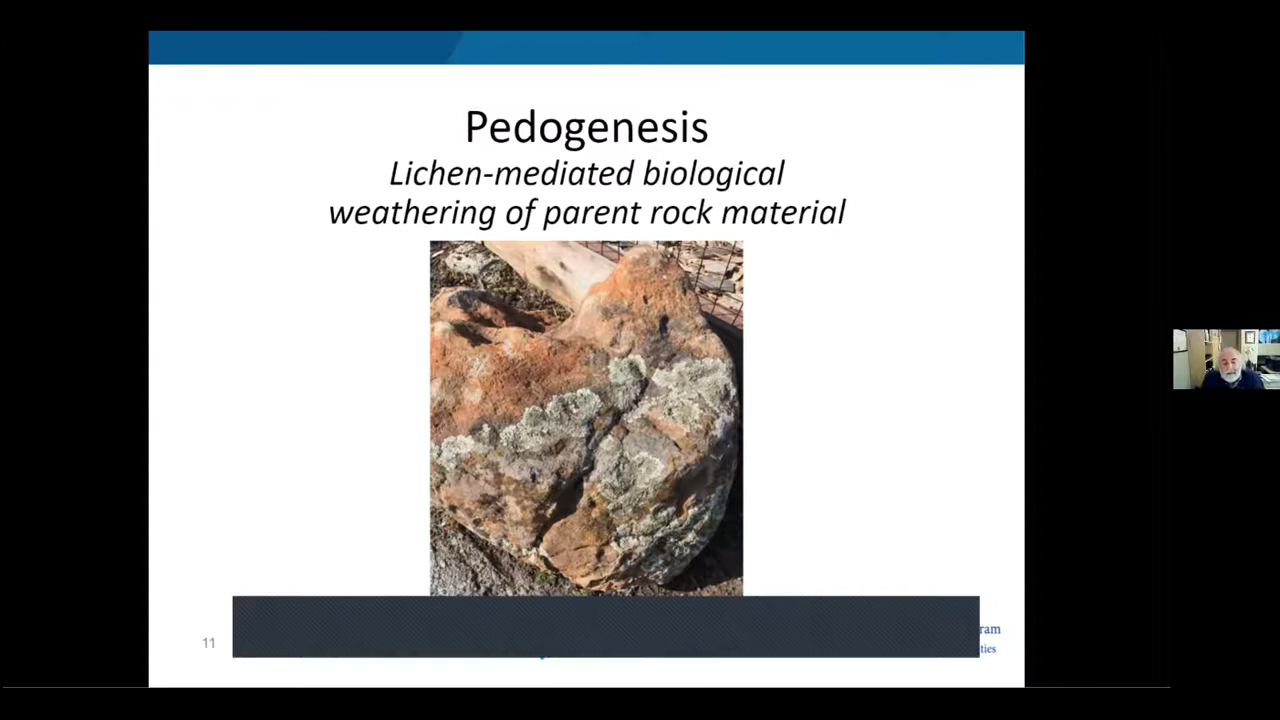 Pedogenesis
Lichen-mediated biological
weathering of parent rock material
11